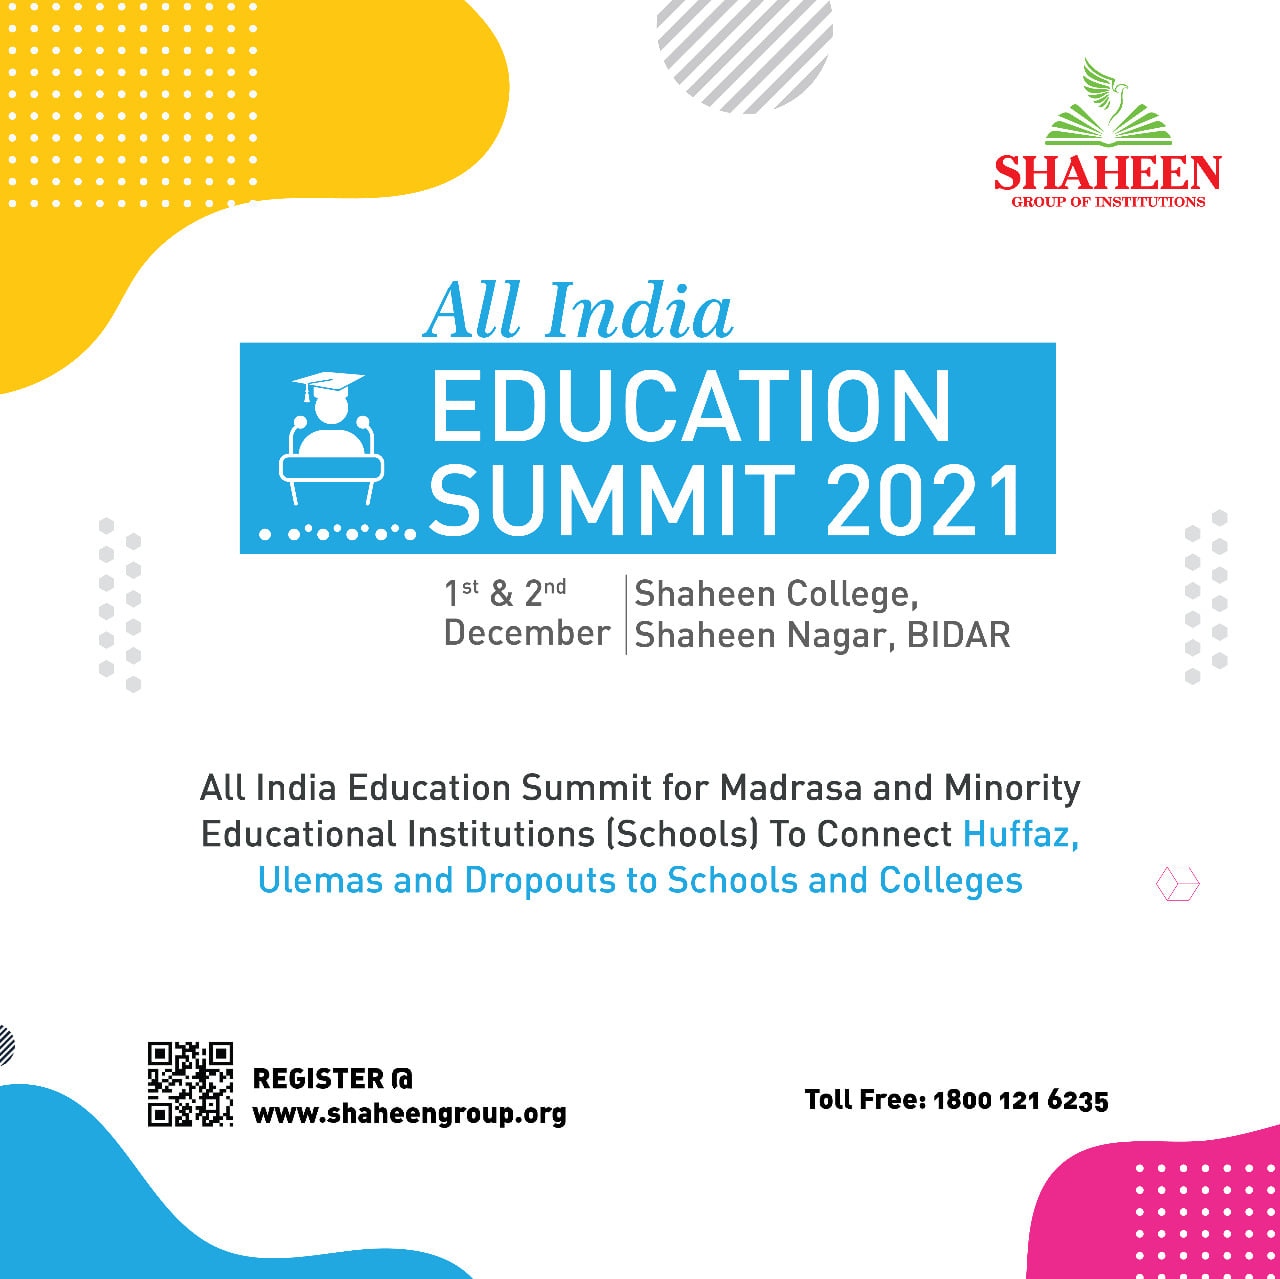 SHAHEEN
GROUP OF INSTITUTIONS
All India
EDUCATION
SUMMIT 2021
1st & 2nd
December
Shaheen College,
Shaheen Nagar, BIDAR
All India Education Summit for Madrasa and Minority
Educational Institutions (Schools) To Connect Huffaz,
Ulemas and Dropouts to Schools and Colleges
REGISTER @
www.shaheengroup.org
Toll Free: 1800 121 6235